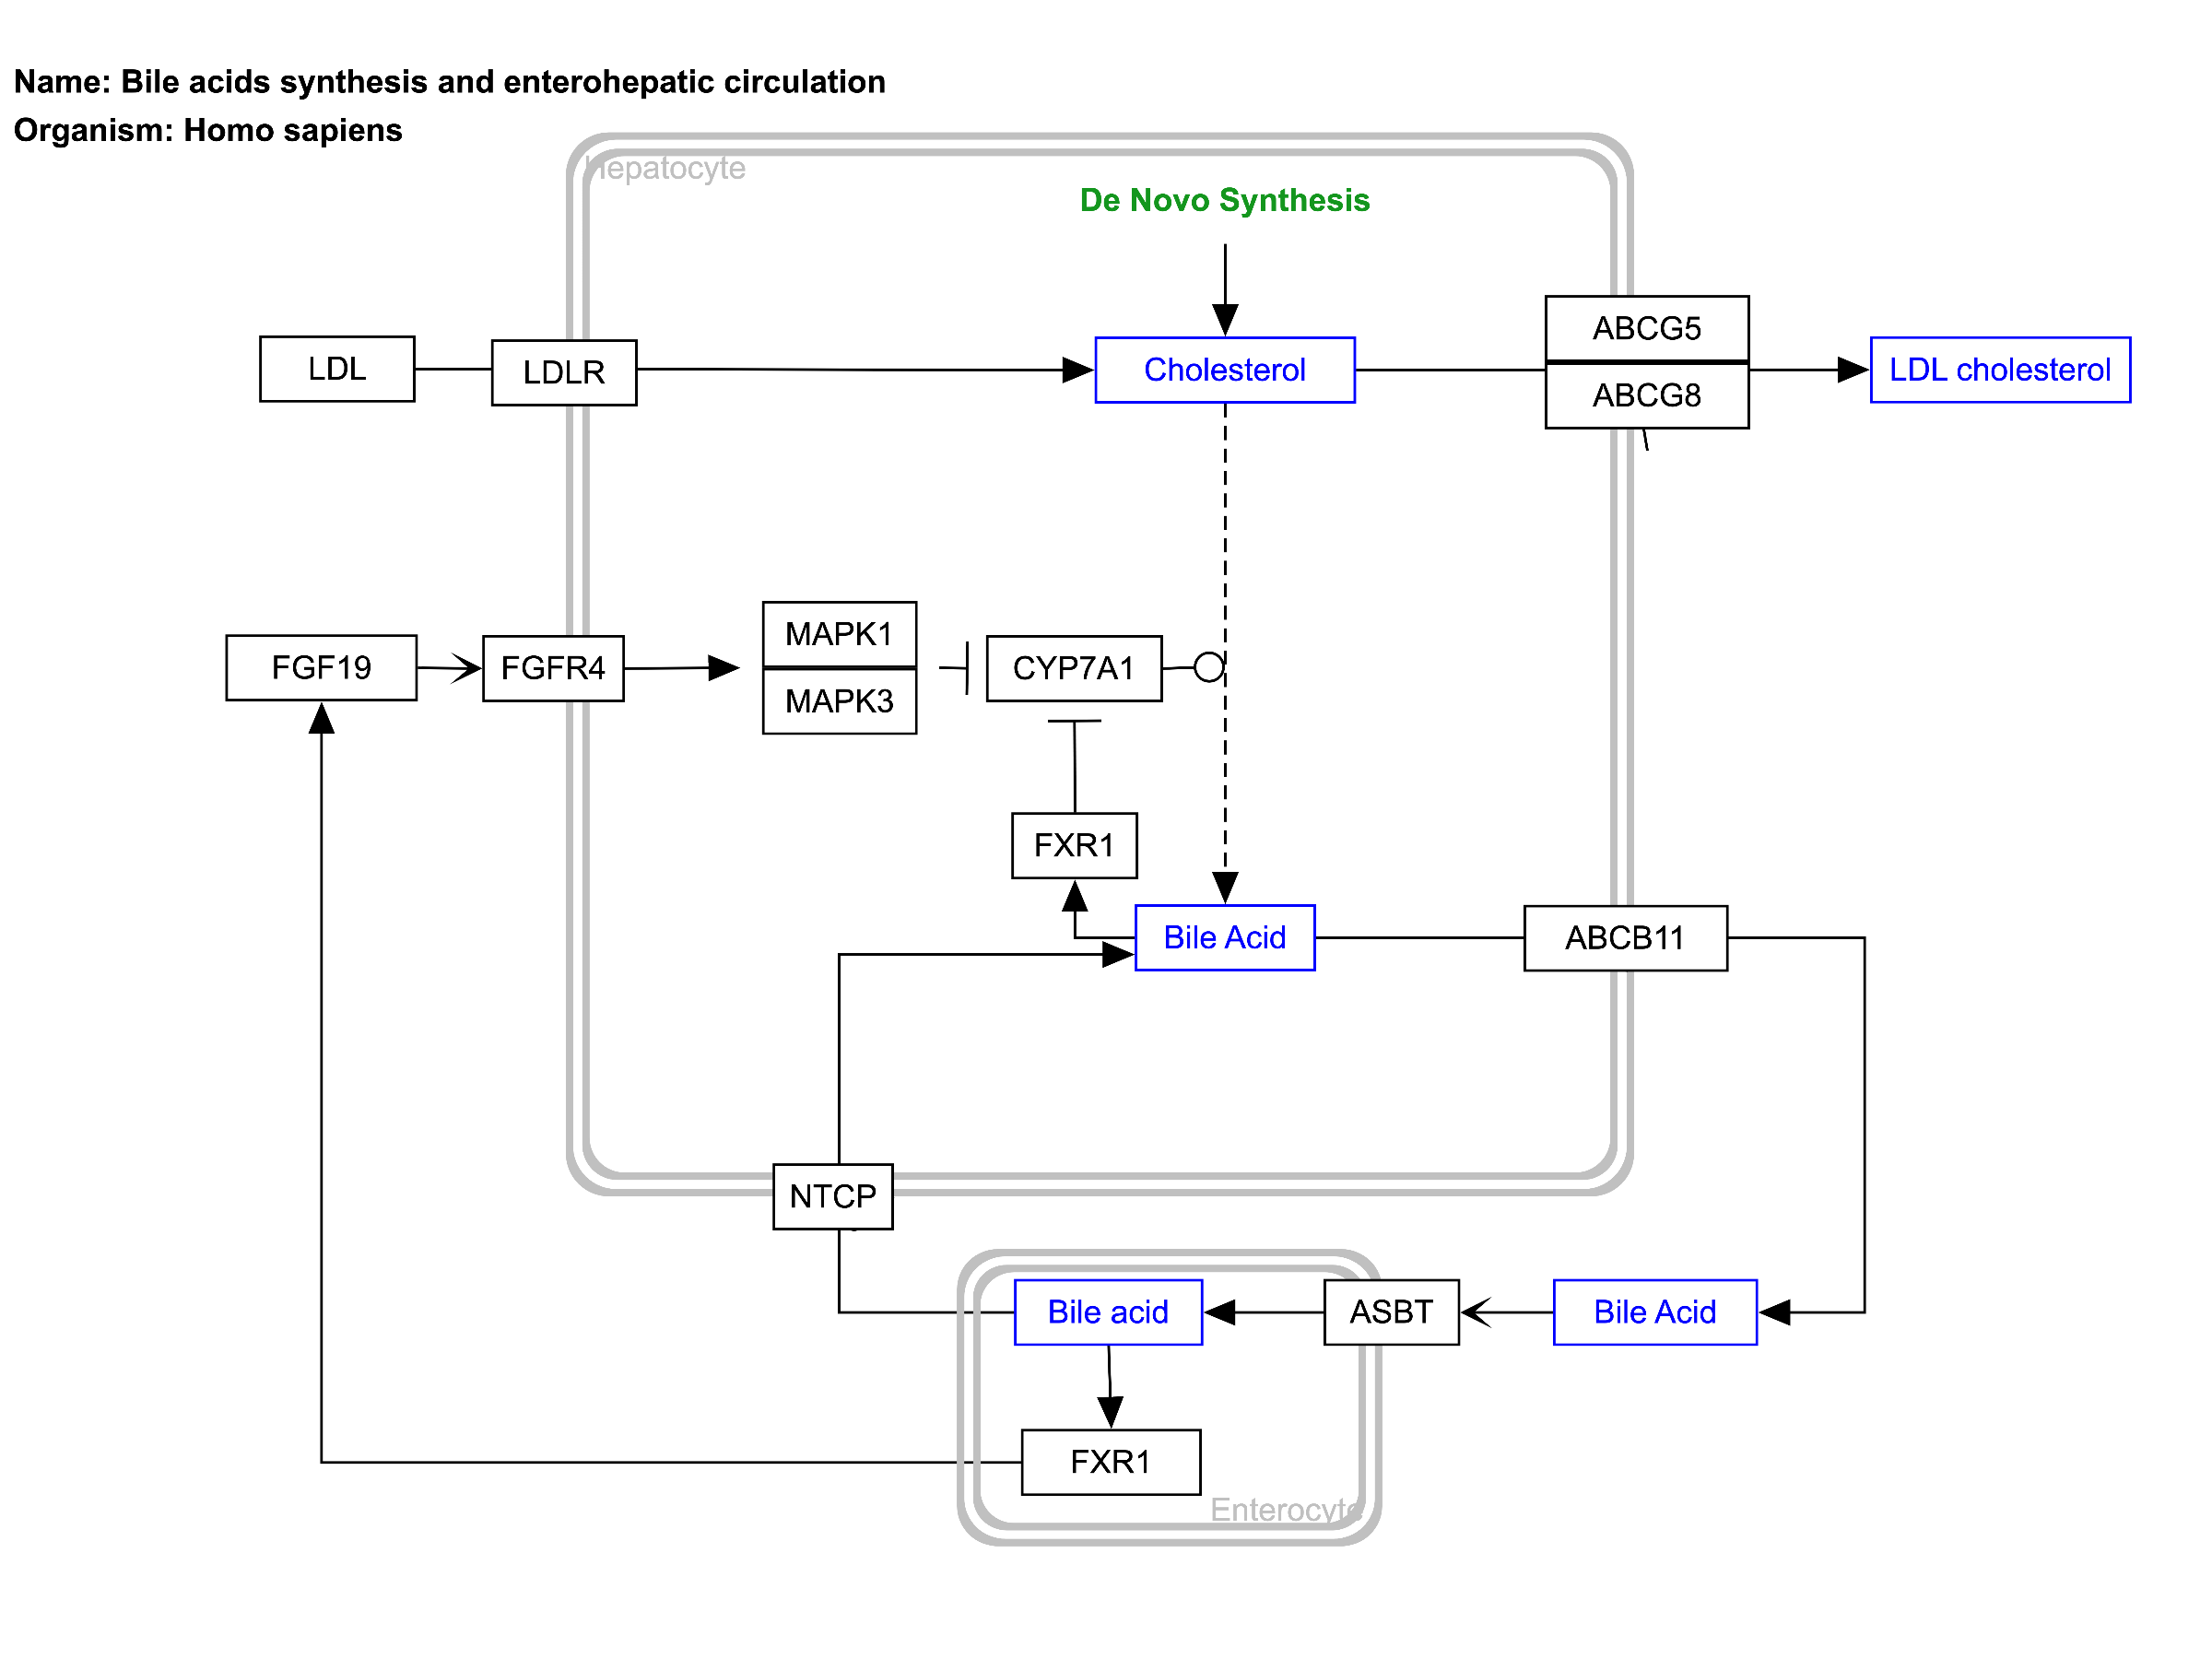 Name: Bile acids synthesis and enterohepatic circulation
Organism: Homo sapiens
Hepatocyte
De Novo Synthesis
ABCG5
LDL
LDLR
Cholesterol
LDL cholesterol
ABCG8
MAPK1
FGF19
FGFR4
CYP7A1
MAPK3
FXR1
Bile Acid
ABCB11
NTCP
Bile acid
ASBT
Bile Acid
FXR1
Enterocyte